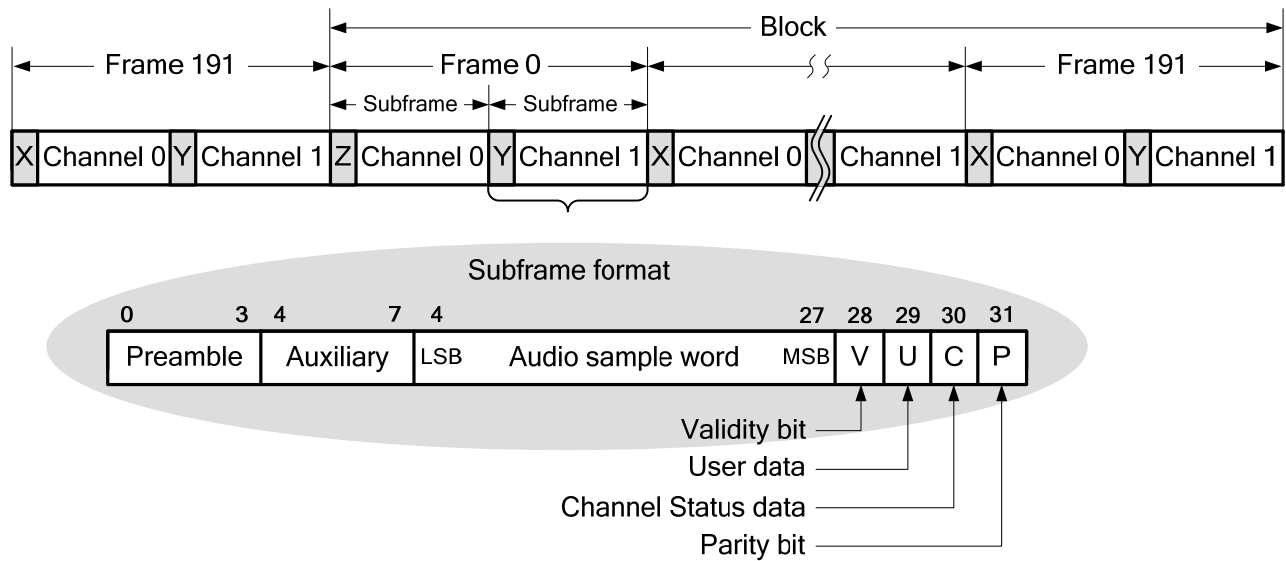 Block
Frame 191 Frame 0 Frame 191
Subframe Subframe
X Channel 0 Y Channel 1 Z Channel 0 Y Channel 1 X Channel 0 Channel 1 X Channel 0 Y Channel 1
Subframe format
0 3 4 7 4 27 28 29 30 31
Preamble Auxiliary LSB Audio sample word MSB V U C P
Validity bit
User data
Channel Status data
Parity bit